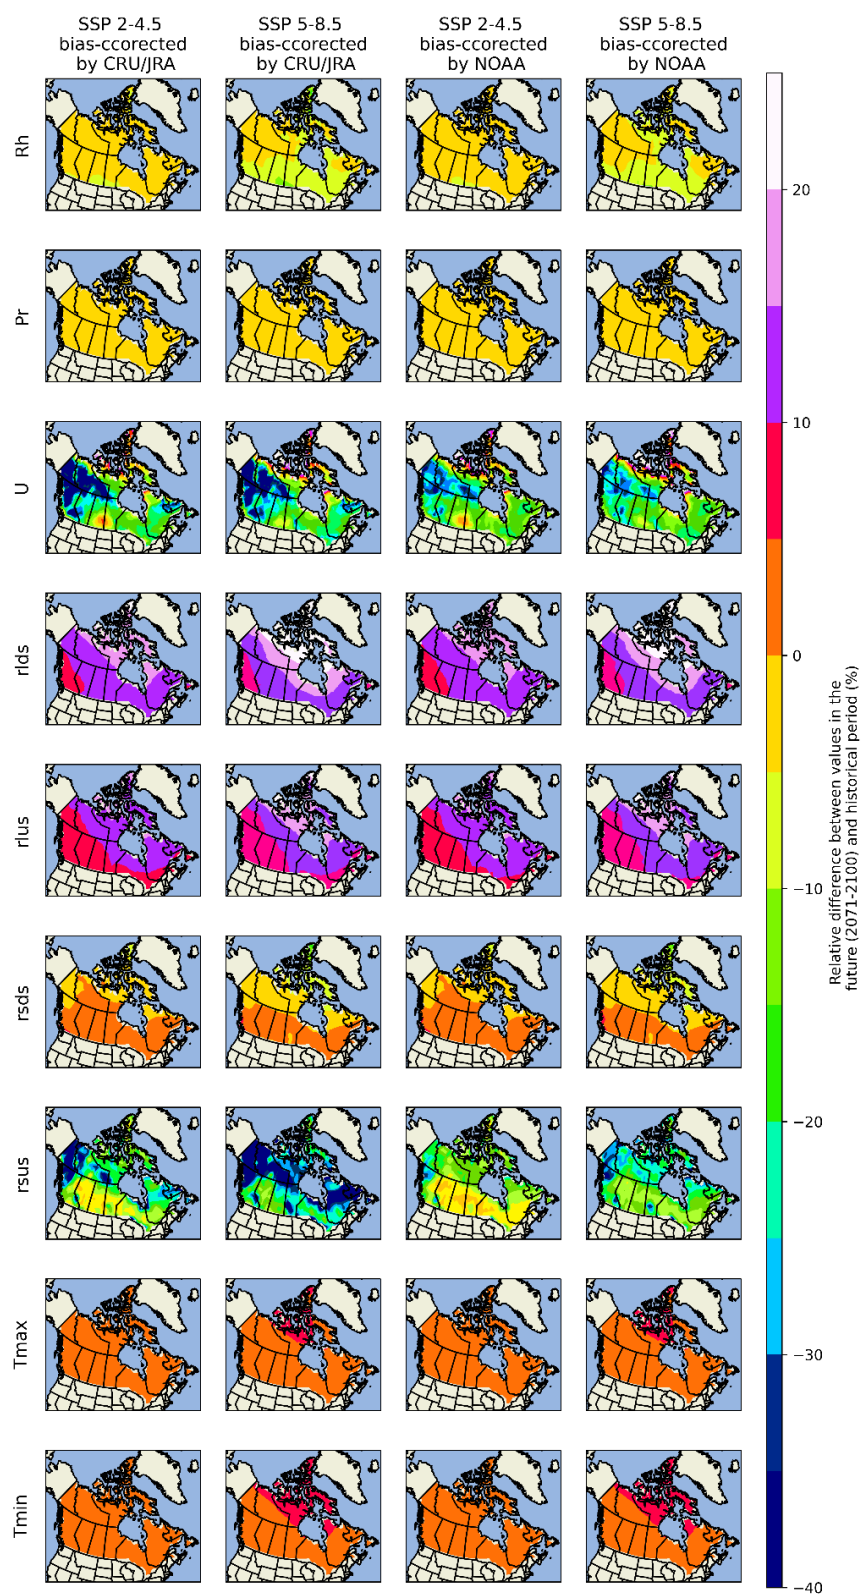 SSP 2-4.5
bias-ccorected
by CRU/JRA
SSP 5-8.5
bias-ccorected
by CRU/JRA
SSP 2-4.5
bias-ccorected
by NOAA
SSP 5-8.5
bias-ccorected
by NOAA
Rh
Pr
U
rlds
rlus
rsds
rsus
Tmax
Tmin
20
10
0
−10
−20
−30
−40
Relative difference between values in the
future (2071-2100) and historical period (%)